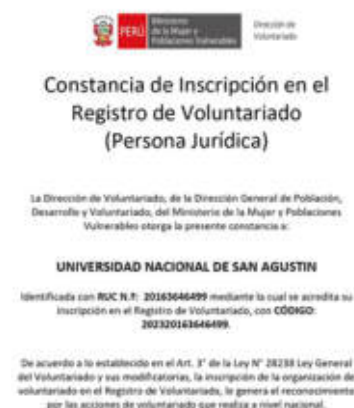 PERÚ
Ministerio
de la Mujer y
Poblaciones Vulnerables
Dirección de
Voluntariado
Constancia de Inscripción en el
Registro de Voluntariado
(Persona Jurídica)
La Dirección de Voluntariado, de la Dirección General de Población,
Desarrollo y Voluntariado, del Ministerio de la Mujer y Poblaciones
Vulnerables otorga la presente constancia a:
UNIVERSIDAD NACIONAL DE SAN AGUSTIN
Identificada con RUC N.º: 20163646499 mediante la cual se acredita su
inscripción en el Registro de Voluntariado, con CÓDIGO:
202320163646499.
De acuerdo a lo establecido en el Art. 3° de la Ley N° 28238 Ley General
del Voluntariado y sus modificatorias, la inscripción de la organización de
voluntariado en el Registro de Voluntariado, le genera el reconocimiento
por las acciones de voluntariado que realiza a nivel nacional.